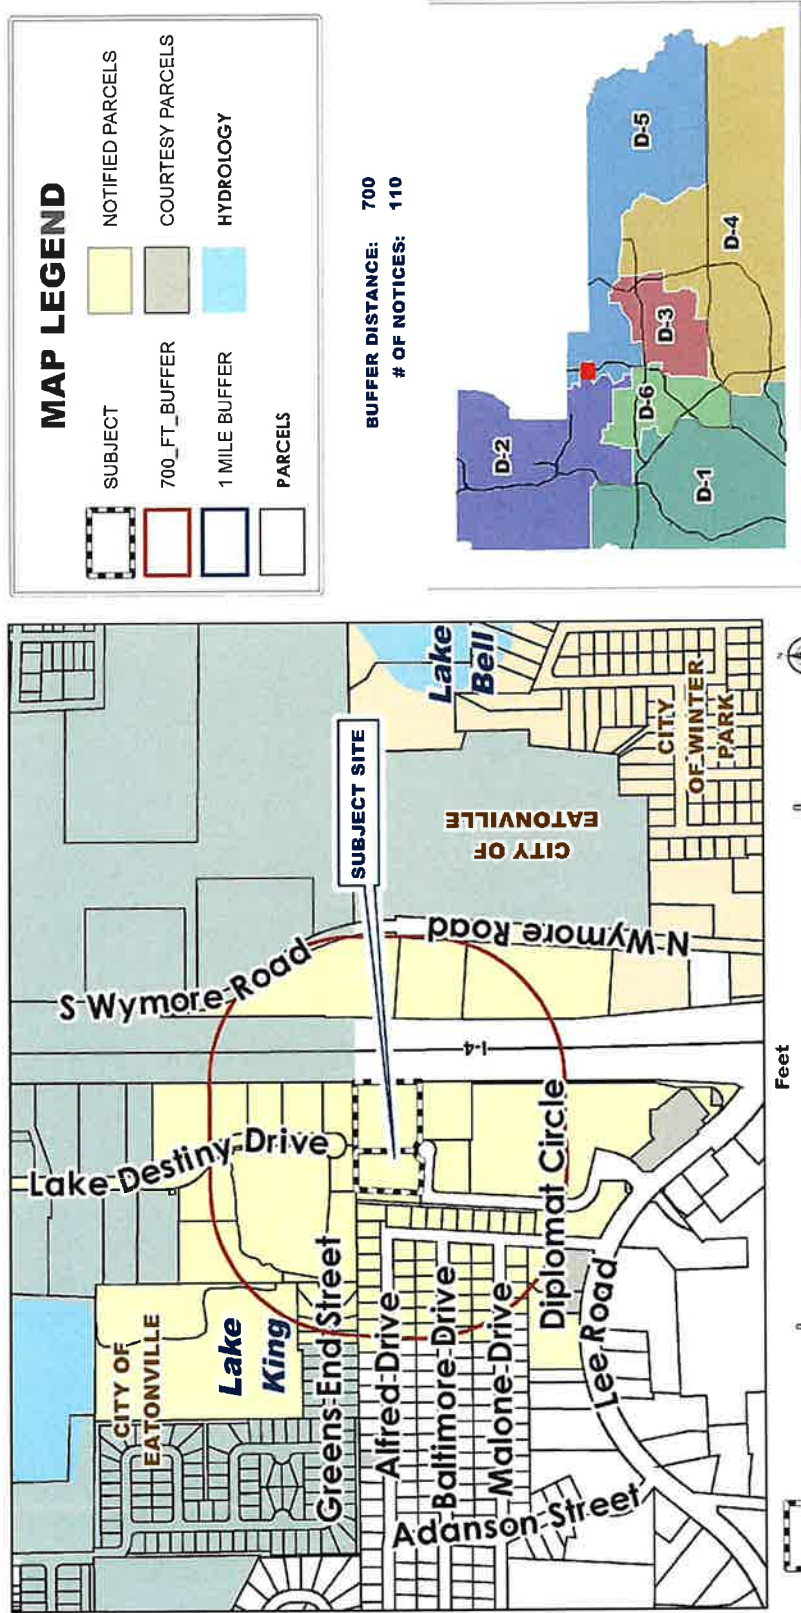 MAP LEGEND
SUBJECT
NOTIFIED PARCELS
700_FT_BUFFER
COURTESY PARCELS
1 MILE BUFFER
HYDROLOGY
PARCELS
BUFFER DISTANCE: 700
# OF NOTICES: 110
D-2
D-5
D-6
D-3
D-4
D-1
CITY OF
EATONVILLE
Lake
King
Lake Destiny Drive
S Wymore Road
SUBJECT SITE
Lake
Bell
Greens End Street
Alfred Drive
Baltimore Drive
Malone Drive
Adanson Street
Lee Road
Diplomat Circle
I-4
N Wymore Road
CITY OF
EATONVILLE
CITY
OF WINTER
PARK
Feet
0
0
N